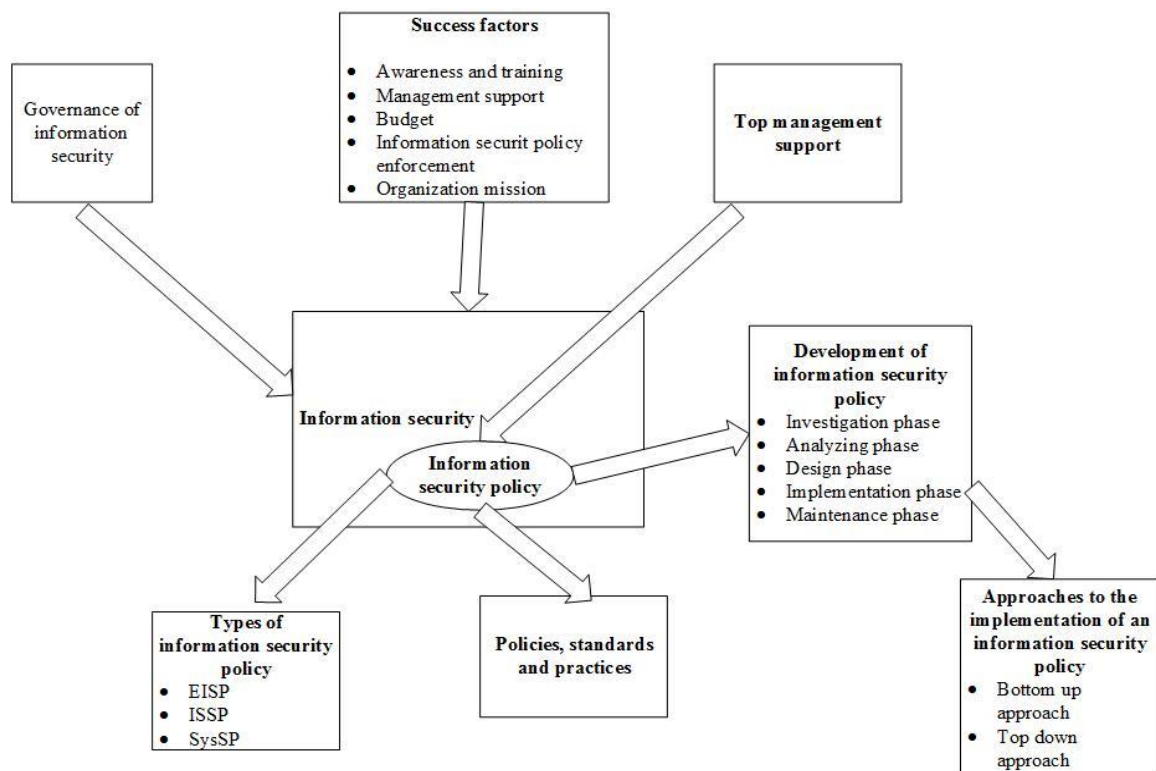 Success factors
• Awareness and training
• Management support
• Budget
• Information securit policy
enforcement
• Organization mission
Governance of
information
security
Top management
support
Information security
Information
security policy
Development of
information security
policy
• Investigation phase
• Analyzing phase
• Design phase
• Implementation phase
• Maintenance phase
Types of
information security
policy
• EISP
• ISSP
• SysSP
Policies, standards
and practices
Approaches to the
implementation of an
information security
policy
• Bottom up
approach
• Top down
approach